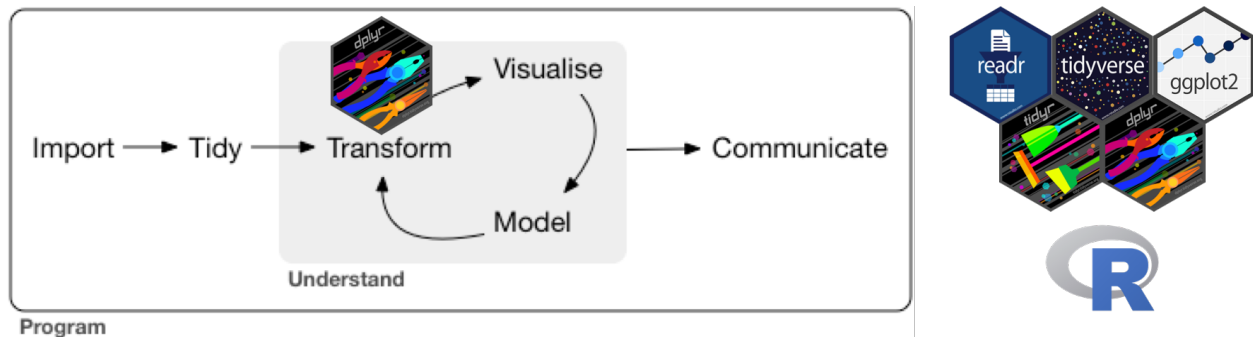 dplyr
Visualise
Import
Tidy
Transform
Communicate
Model
Understand
Program
readr
tidyverse
ggplot2
tidyr
dplyr
R